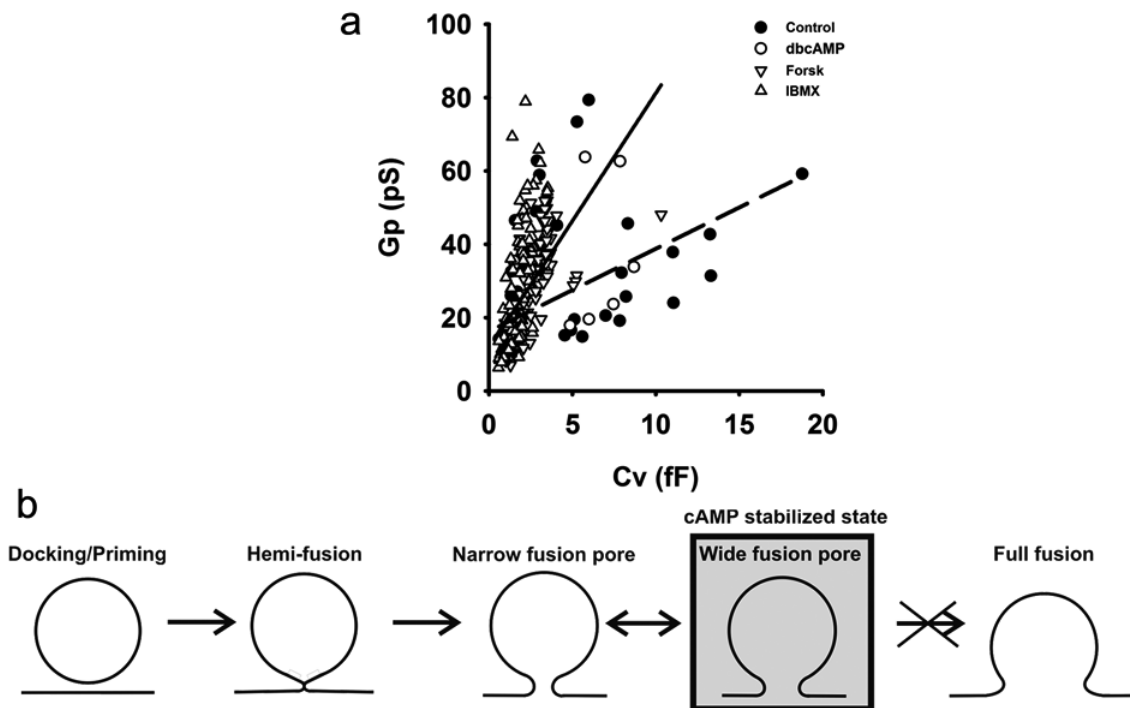 a
Control
dbcAMP
Forsk
IBMX
100
80
60
40
20
0
Gp (pS)
0 5 10 15 20
Cv (fF)
b
cAMP stabilized state
Docking/Priming Hemi-fusion Narrow fusion pore Wide fusion pore Full fusion